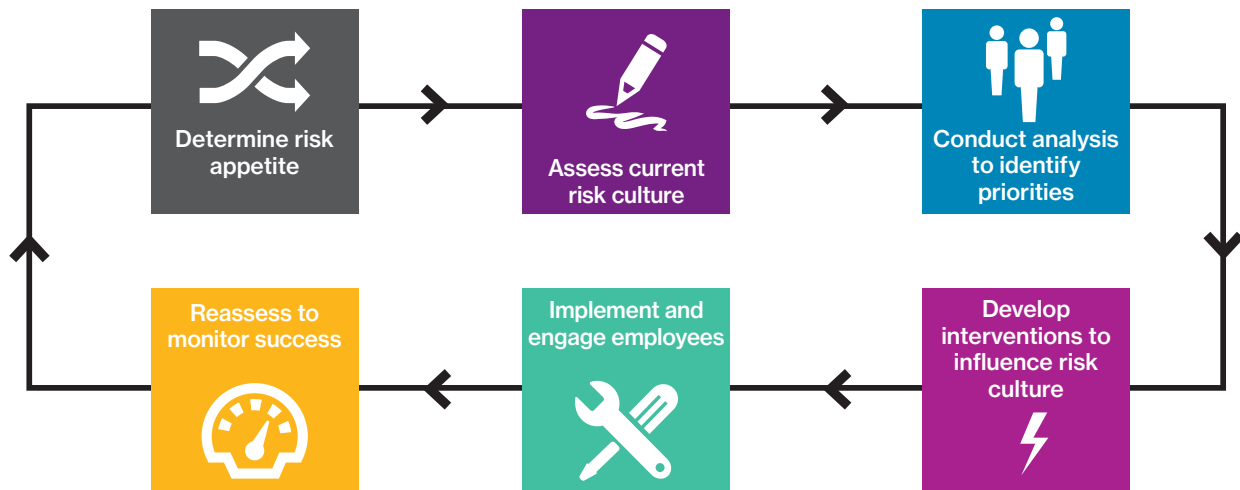 Determine risk
appetite
Assess current
risk culture
Conduct analysis
to identify
priorities
Develop
interventions to
influence risk
culture
Implement and
engage employees
Reassess to
monitor success